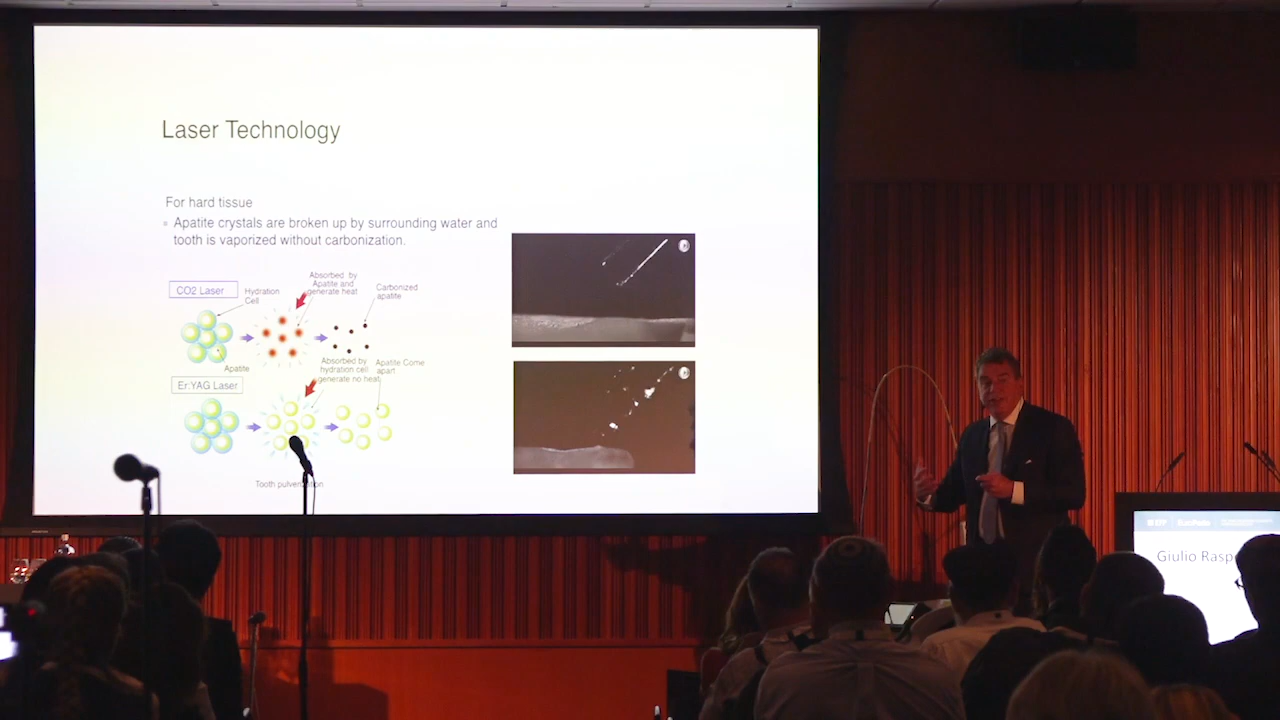 Laser Technology
For hard tissue
Apatite crystals are broken up by surrounding water and
tooth is vaporized without carbonization.
CO2 Laser
Hydration
Cell
Absorbed by
Apatite and
generate heat
Carbonized
apatite
Apatite
Er:YAG Laser
Absorbed by
hydration cell
generate no heat
Apatite Come
apart
Tooth
Giulio